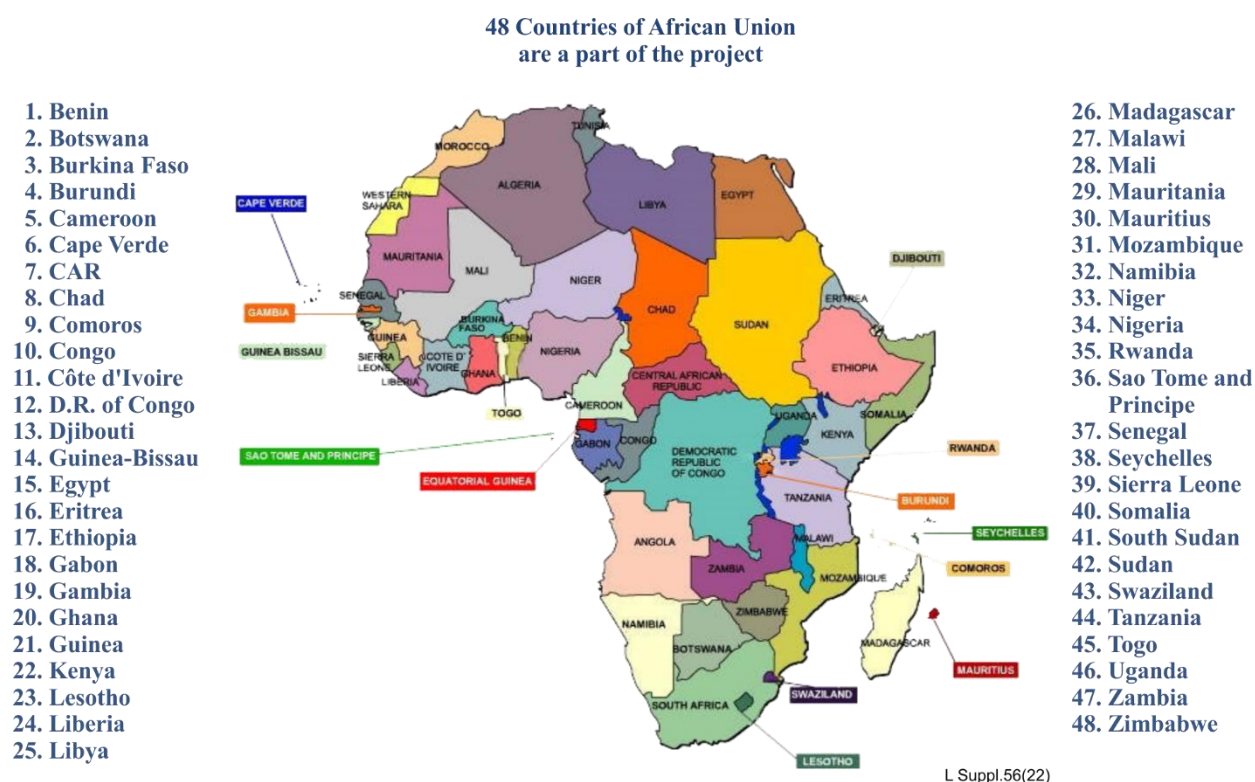 48 Countries of African Union
are a part of the project
1. Benin
2. Botswana
3. Burkina Faso
4. Burundi
5. Cameroon
6. Cape Verde
7. CAR
8. Chad
9. Comoros
10. Congo
11. Côte d'Ivoire
12. D.R. of Congo
13. Djibouti
14. Guinea-Bissau
15. Egypt
16. Eritrea
17. Ethiopia
18. Gabon
19. Gambia
20. Ghana
21. Guinea
22. Kenya
23. Lesotho
24. Liberia
25. Libya
TUNISIA
MOROCCO
ALGERIA
WESTERN
SAHARA
LIBYA
EGYPT
CAPE VERDE
MAURITANIA
MALI
NIGER
DJIBOUTI
SENEGAL
ERITREA
GAMBIA
CHAD
BURKINA
FASO
SUDAN
GUINEA
BENIN
GUINEA BISSAU
NIGERIA
SIERRA
LEONE
COTE D'
IVOIRE
ETHIOPIA
LIBERIA
GHANA
CENTRAL AFRICAN
REPUBLIC
CAMEROON
TOGO
UGANDA
SOMALIA
KENYA
GABON
CONGO
SAO TOME AND PRINCIPE
DEMOCRATIC
REPUBLIC
OF CONGO
RWANDA
EQUATORIAL GUINEA
TANZANIA
BURUNDI
ANGOLA
MALAWI
SEYCHELLES
ZAMBIA
COMOROS
MOZAMBIQUE
ZIMBABWE
NAMIBIA
BOTSWANA
MADAGASCAR
MAURITIUS
SWAZILAND
SOUTH AFRICA
LESOTHO
26. Madagascar
27. Malawi
28. Mali
29. Mauritania
30. Mauritius
31. Mozambique
32. Namibia
33. Niger
34. Nigeria
35. Rwanda
36. Sao Tome and
Principe
37. Senegal
38. Seychelles
39. Sierra Leone
40. Somalia
41. South Sudan
42. Sudan
43. Swaziland
44. Tanzania
45. Togo
46. Uganda
47. Zambia
48. Zimbabwe
L Suppl.56(22)